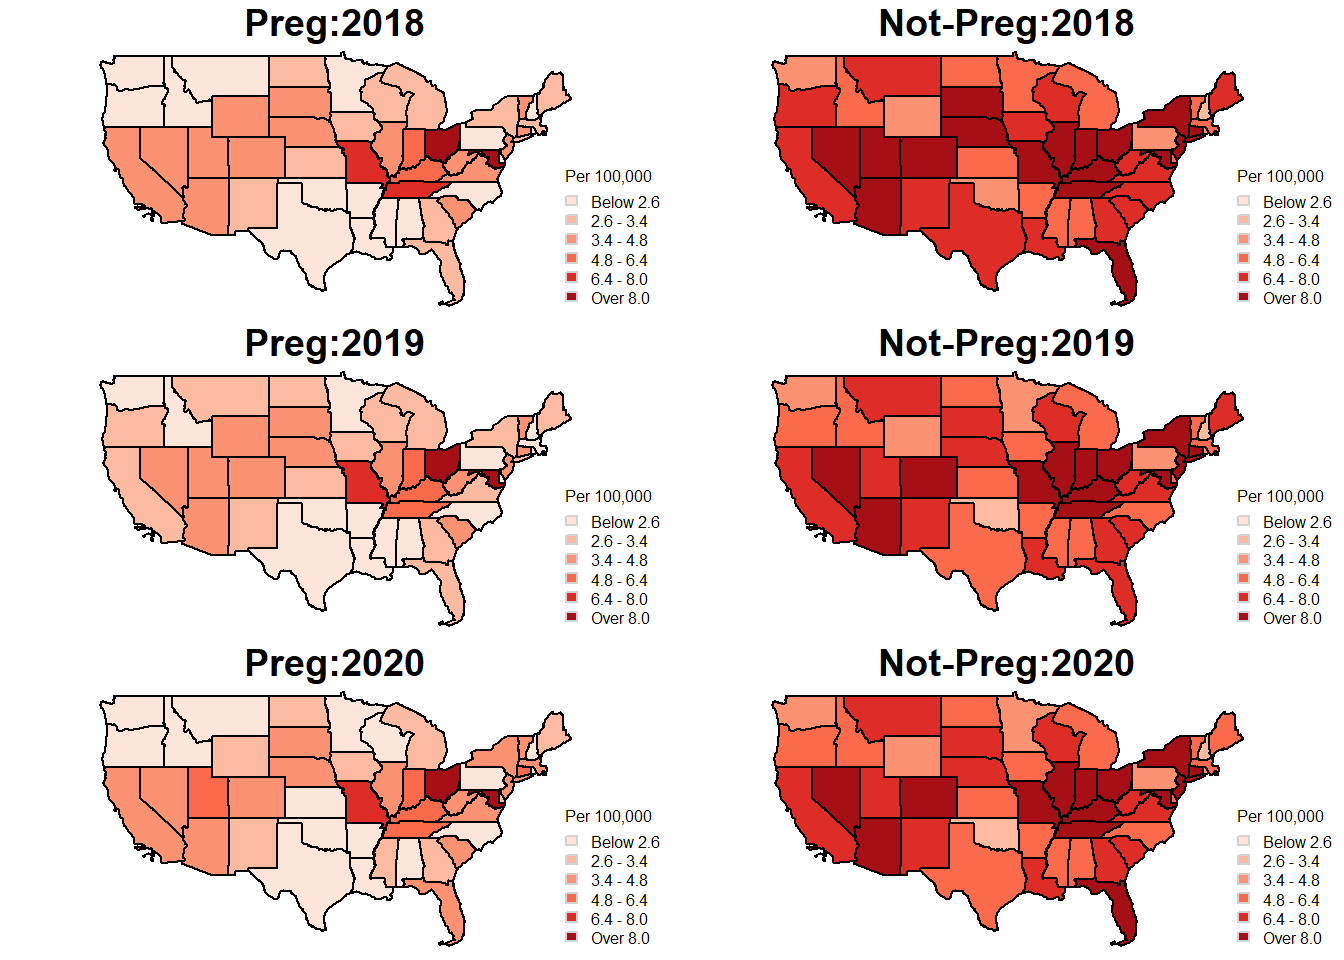 Preg:2018
Per 100,000
Below 2.6
2.6 - 3.4
3.4 - 4.8
4.8 - 6.4
6.4 - 8.0
Over 8.0
Not-Preg:2018
Per 100,000
Below 2.6
2.6 - 3.4
3.4 - 4.8
4.8 - 6.4
6.4 - 8.0
Over 8.0
Preg:2019
Per 100,000
Below 2.6
2.6 - 3.4
3.4 - 4.8
4.8 - 6.4
6.4 - 8.0
Over 8.0
Not-Preg:2019
Per 100,000
Below 2.6
2.6 - 3.4
3.4 - 4.8
4.8 - 6.4
6.4 - 8.0
Over 8.0
Preg:2020
Per 100,000
Below 2.6
2.6 - 3.4
3.4 - 4.8
4.8 - 6.4
6.4 - 8.0
Over 8.0
Not-Preg:2020
Per 100,000
Below 2.6
2.6 - 3.4
3.4 - 4.8
4.8 - 6.4
6.4 - 8.0
Over 8.0